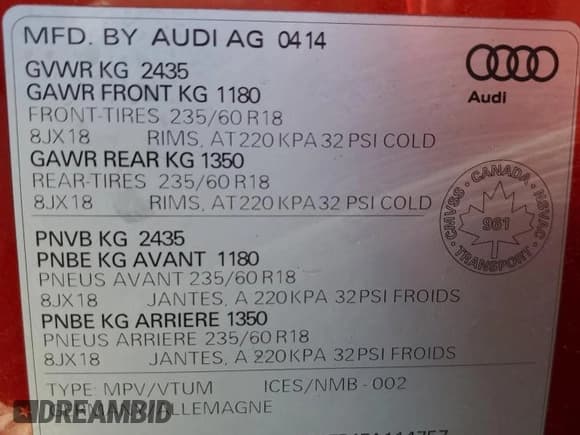 MFD. BY AUDI AG 0414
GVWR KG 2435
GAWR FRONT KG 1180
FRONT-TIRES 235/60 R18
8JX18 RIMS, AT 220 KPA 32 PSI COLD
GAWR REAR KG 1350
REAR-TIRES 235/60 R18
8JX18 RIMS, AT 220 KPA 32 PSI COLD
Audi
CMVSS - CANADA - NSVAC
961
TRANSPORT
PNVB KG 2435
PNBE KG AVANT 1180
PNEUS AVANT 235/60 R18
8JX18 JANTES, A 220 KPA 32 PSI FROIDS
PNBE KG ARRIERE 1350
PNEUS ARRIERE 235/60 R18
8JX18 JANTES, A 220 KPA 32 PSI FROIDS
TYPE: MPV/VTUM ICES/NMB - 002
GERMANY/ALLEMAGNE
DREAMBID